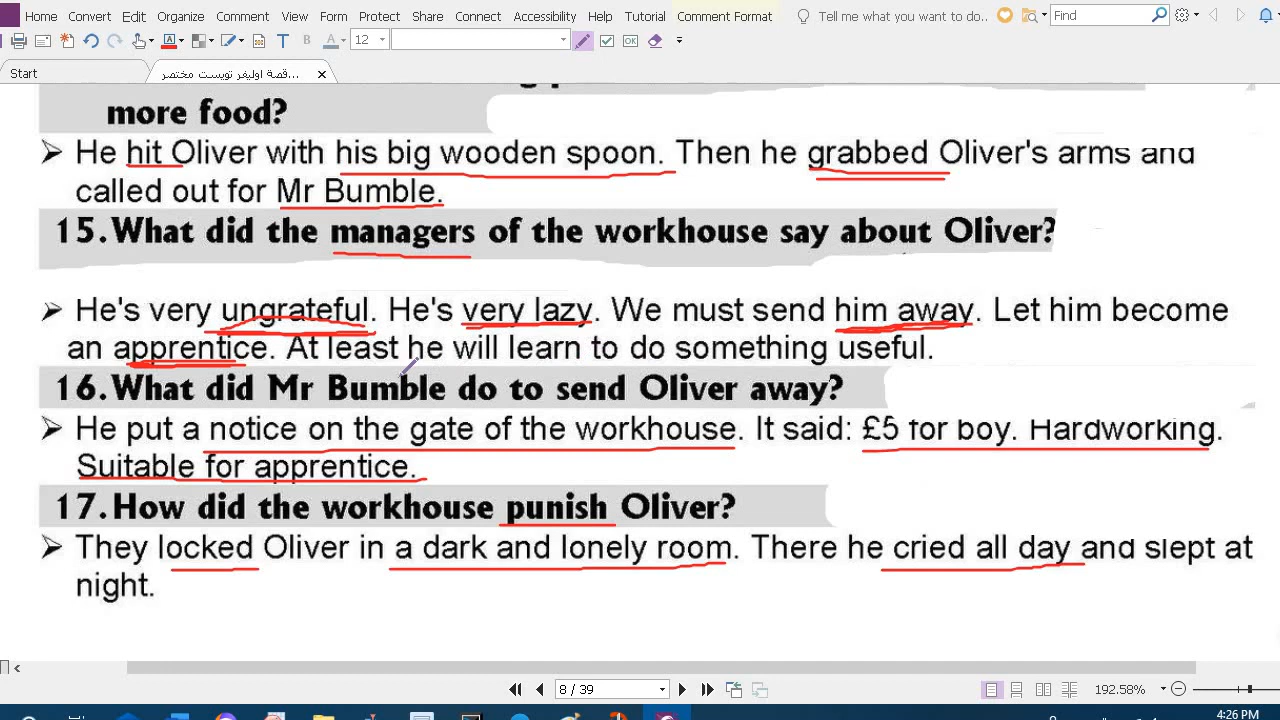 Home Convert Edit Organize Comment View Form Protect Share Connect Accessibility Help Tutorial Comment Format Tell me what you want to do.. Find
12
Start
قصة اوليفر تويست مختصر...
more food?
➤ He hit Oliver with his big wooden spoon. Then he grabbed Oliver's arms and
called out for Mr Bumble.
15. What did the managers of the workhouse say about Oliver?
➤ He's very ungrateful. He's very lazy. We must send him away. Let him become
an apprentice. At least he will learn to do something useful.
16. What did Mr Bumble do to send Oliver away?
➤ He put a notice on the gate of the workhouse. It said: £5 for boy. Hardworking.
Suitable for apprentice.
17. How did the workhouse punish Oliver?
➤ They locked Oliver in a dark and lonely room. There he cried all day and slept at
night.
8 / 39
192.58%
4:26 PM